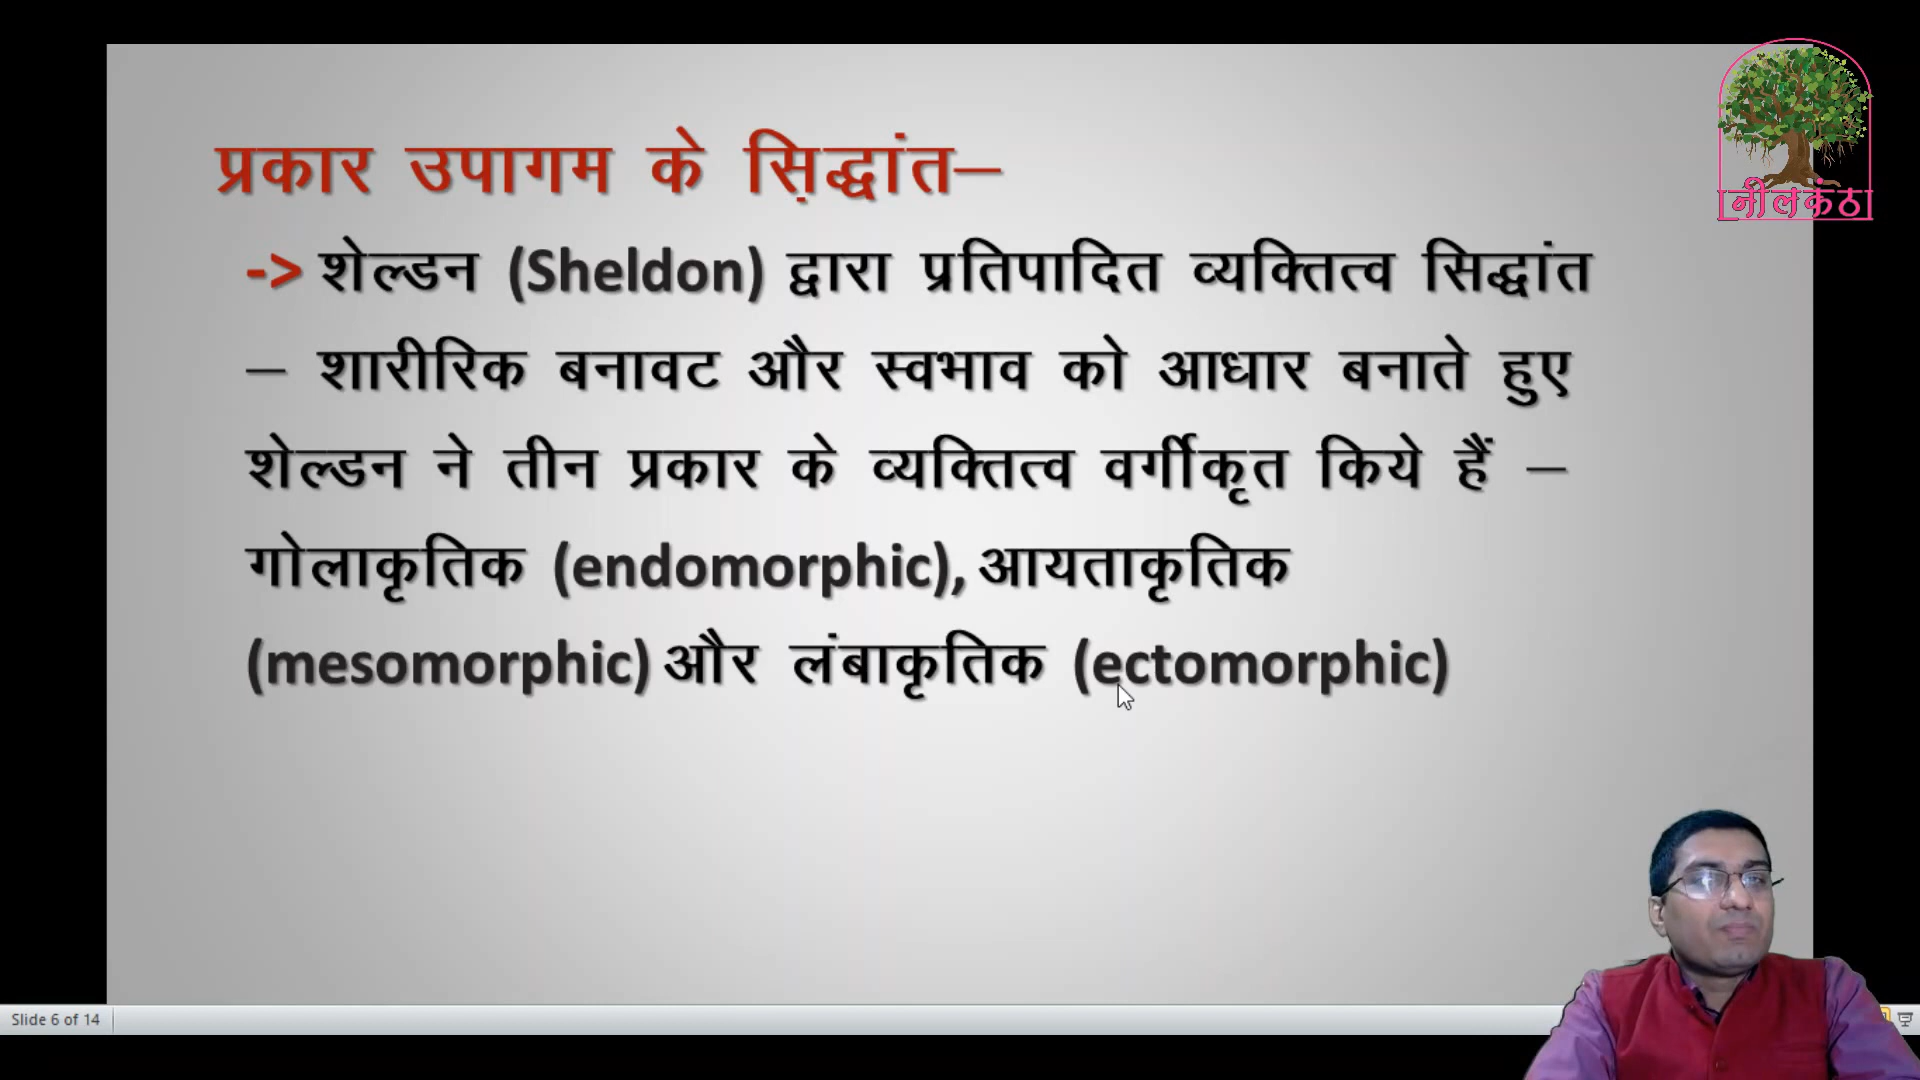 प्रकार उपागम के सिद्धांत–
नीलकंठ
-> शेल्डन (Sheldon) द्वारा प्रतिपादित व्यक्तित्व सिद्धांत
– शारीरिक बनावट और स्वभाव को आधार बनाते हुए
शेल्डन ने तीन प्रकार के व्यक्तित्व वर्गीकृत किये हैं –
गोलाकृतिक (endomorphic), आयताकृतिक
(mesomorphic) और लंबाकृतिक (ectomorphic)
Slide 6 of 14